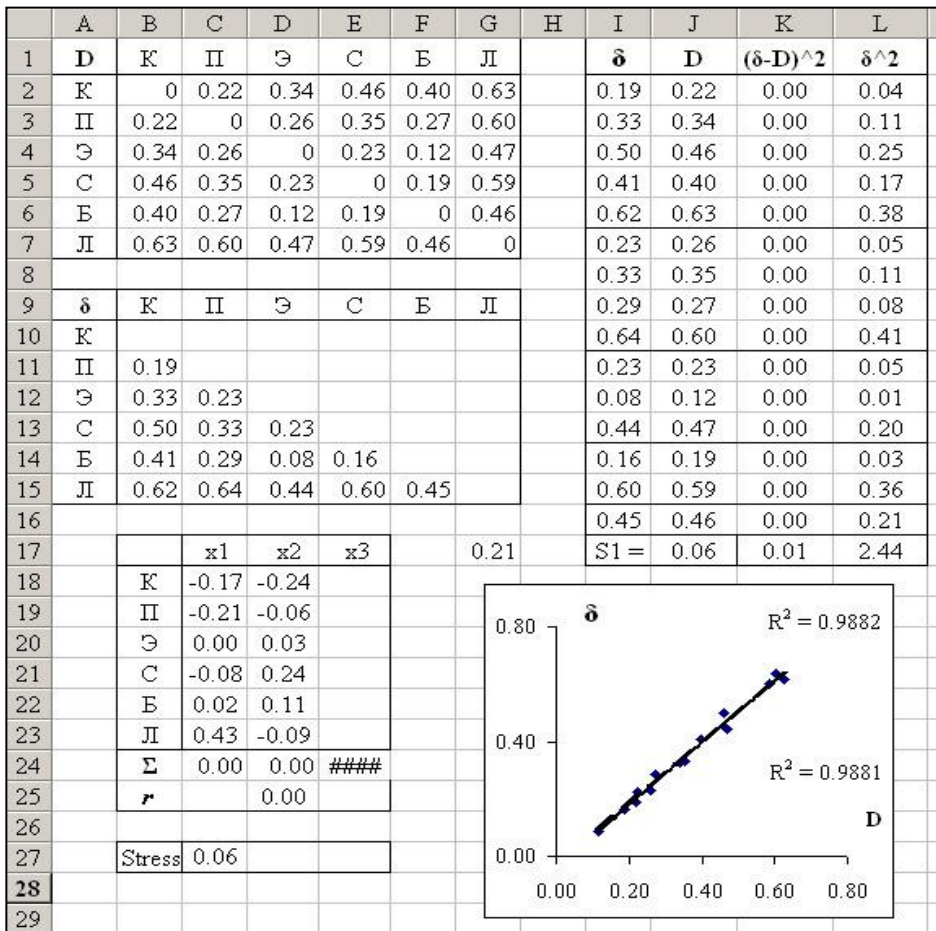 A B C D E F G H I J K L
1 D К П Э С Б Л δ D (δ-D)^2 δ^2
2 К 0 0.22 0.34 0.46 0.40 0.63 0.19 0.22 0.00 0.04
3 П 0.22 0 0.26 0.35 0.27 0.60 0.33 0.34 0.00 0.11
4 Э 0.34 0.26 0 0.23 0.12 0.47 0.50 0.46 0.00 0.25
5 С 0.46 0.35 0.23 0 0.19 0.59 0.41 0.40 0.00 0.17
6 Б 0.40 0.27 0.12 0.19 0 0.46 0.62 0.63 0.00 0.38
7 Л 0.63 0.60 0.47 0.59 0.46 0 0.23 0.26 0.00 0.05
8 0.33 0.35 0.00 0.11
9 δ К П Э С Б Л 0.29 0.27 0.00 0.08
10 К 0.64 0.60 0.00 0.41
11 П 0.19 0.23 0.23 0.00 0.05
12 Э 0.33 0.23 0.08 0.12 0.00 0.01
13 С 0.50 0.33 0.23 0.44 0.47 0.00 0.20
14 Б 0.41 0.29 0.08 0.16 0.16 0.19 0.00 0.03
15 Л 0.62 0.64 0.44 0.60 0.45 0.60 0.59 0.00 0.36
16 0.45 0.46 0.00 0.21
17 x1 x2 x3 0.21 S1 = 0.06 0.01 2.44
18 К -0.17 -0.24
19 П -0.21 -0.06
20 Э 0.00 0.03
21 С -0.08 0.24
22 Б 0.02 0.11
23 Л 0.43 -0.09
24 Σ 0.00 0.00 ####
25 r 0.00
26
27 Stress 0.06
28
29
δ
R² = 0.9882
0.80
0.40
R² = 0.9881
D
0.00
0.00 0.20 0.40 0.60 0.80